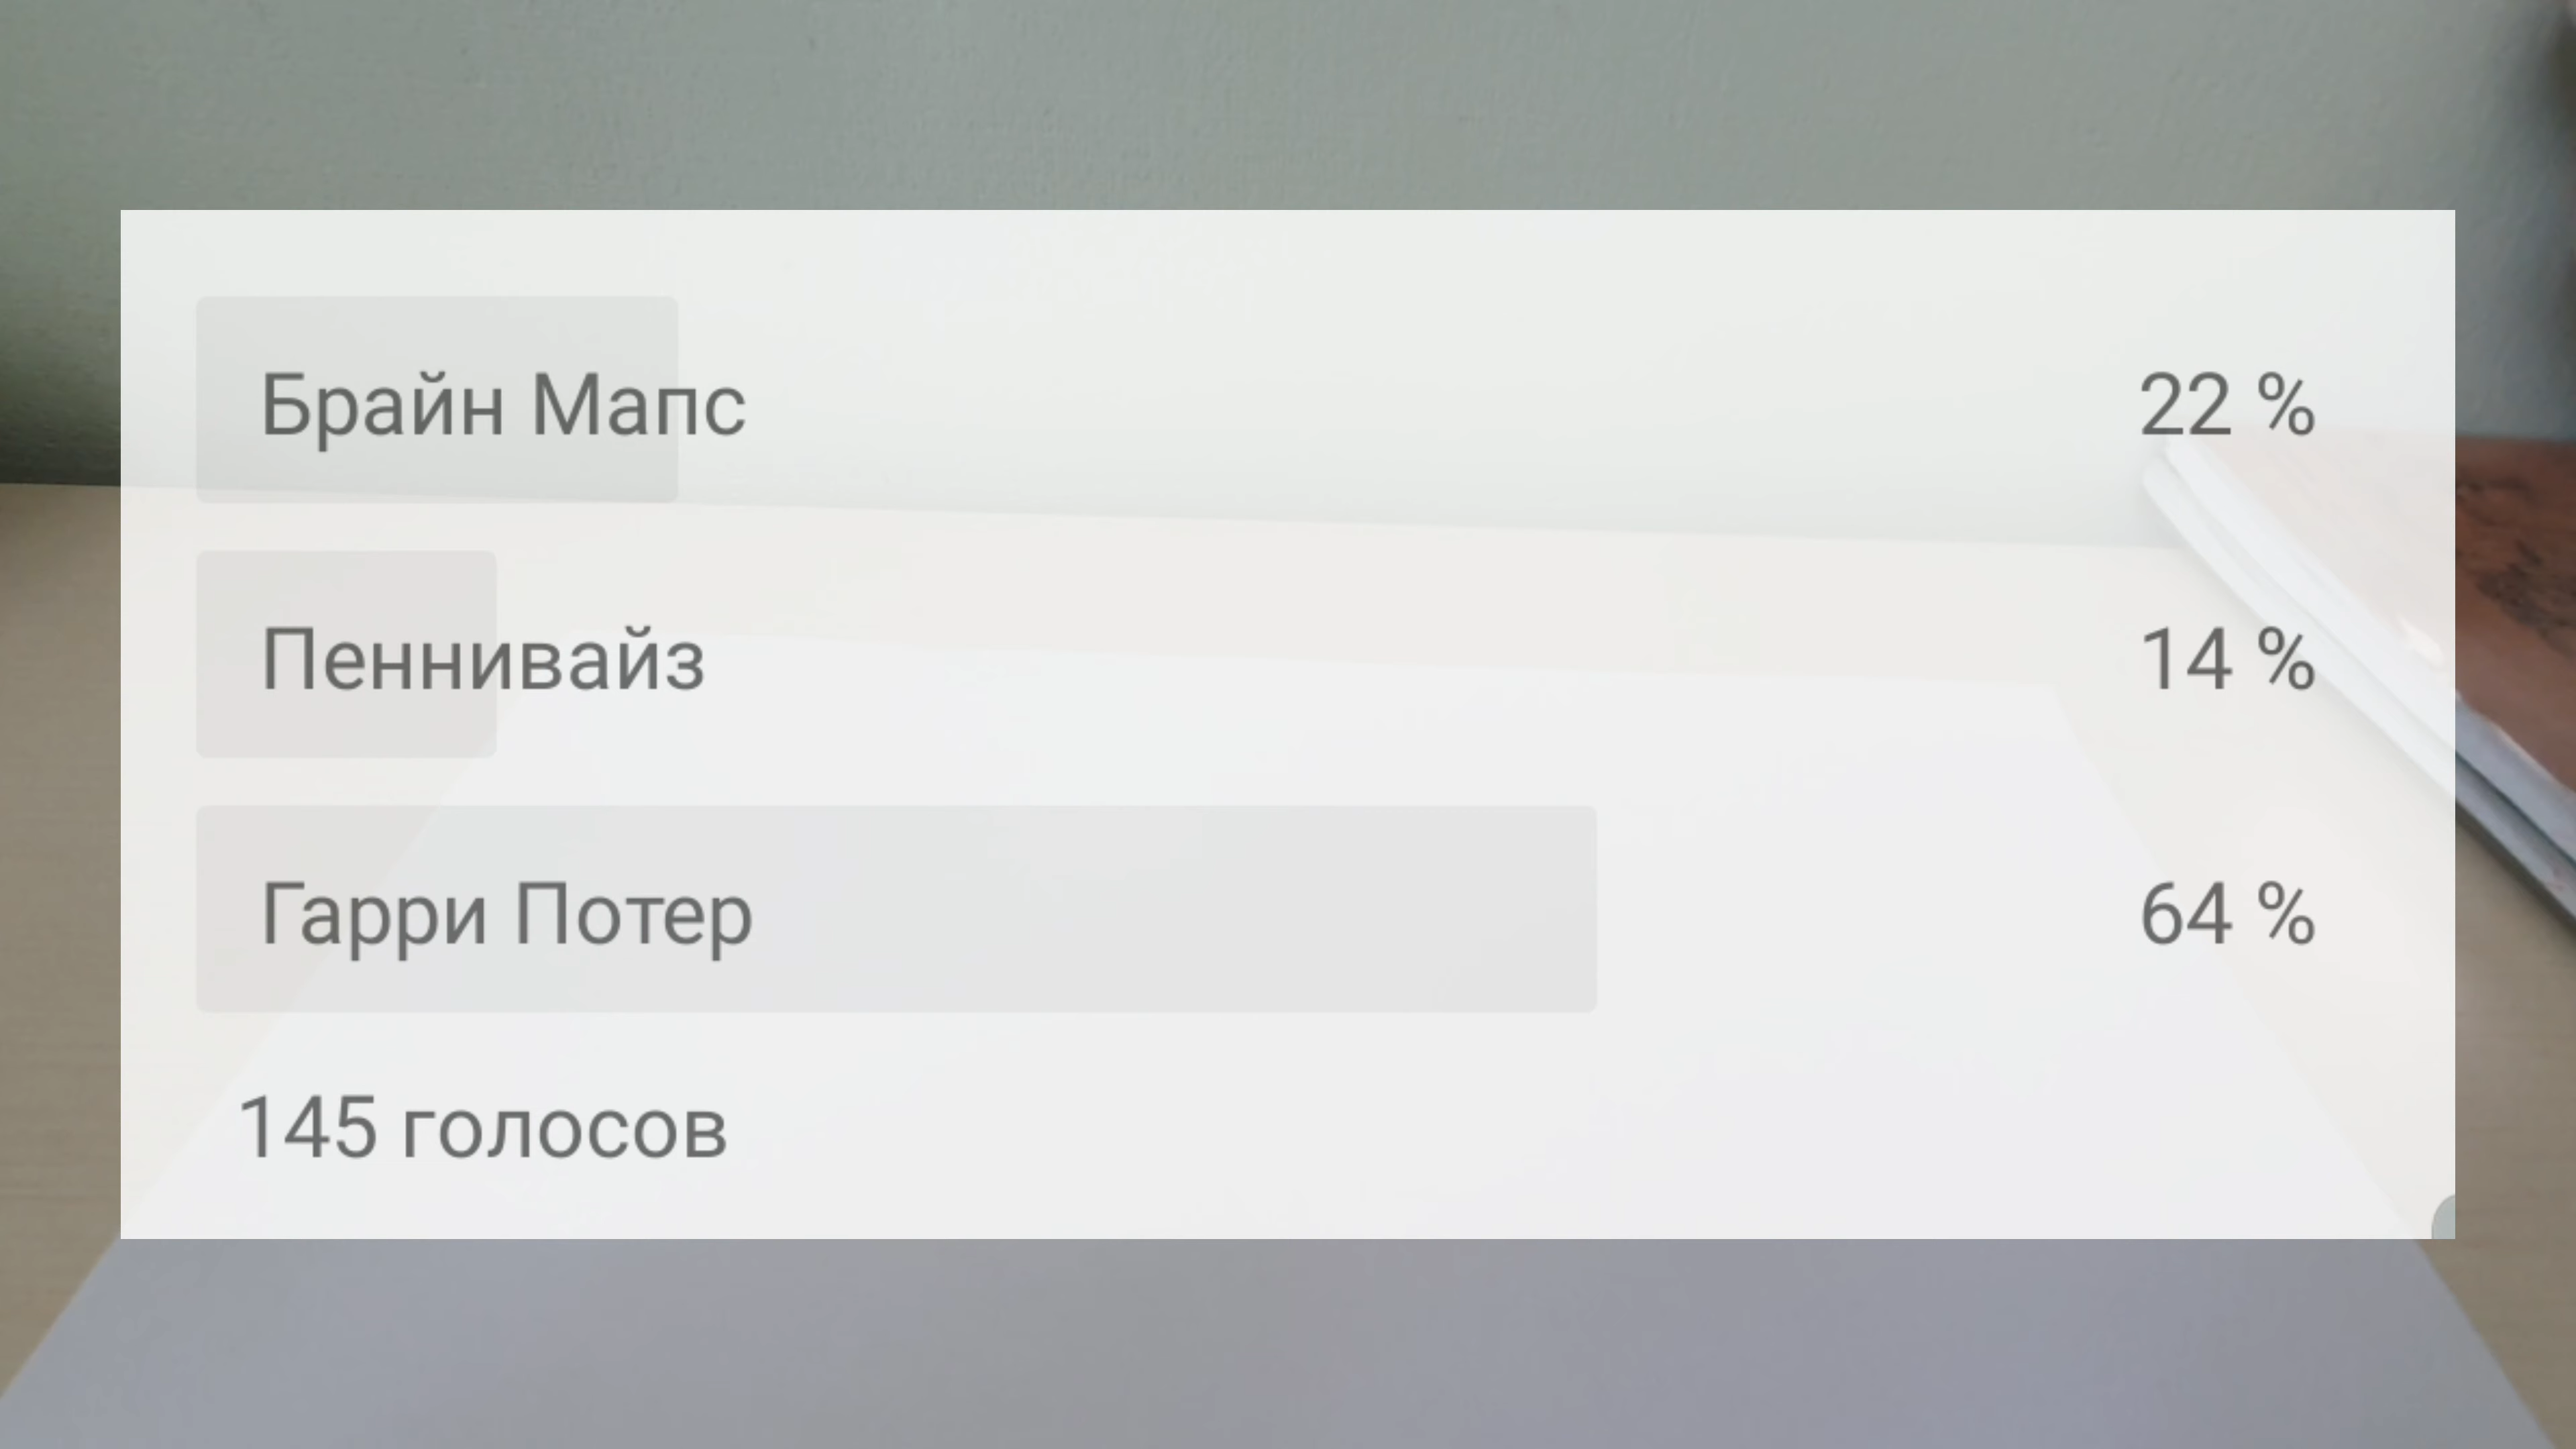 Брайн Мапс 22 %
Пеннивайз 14 %
Гарри Потер 64 %
145 голосов